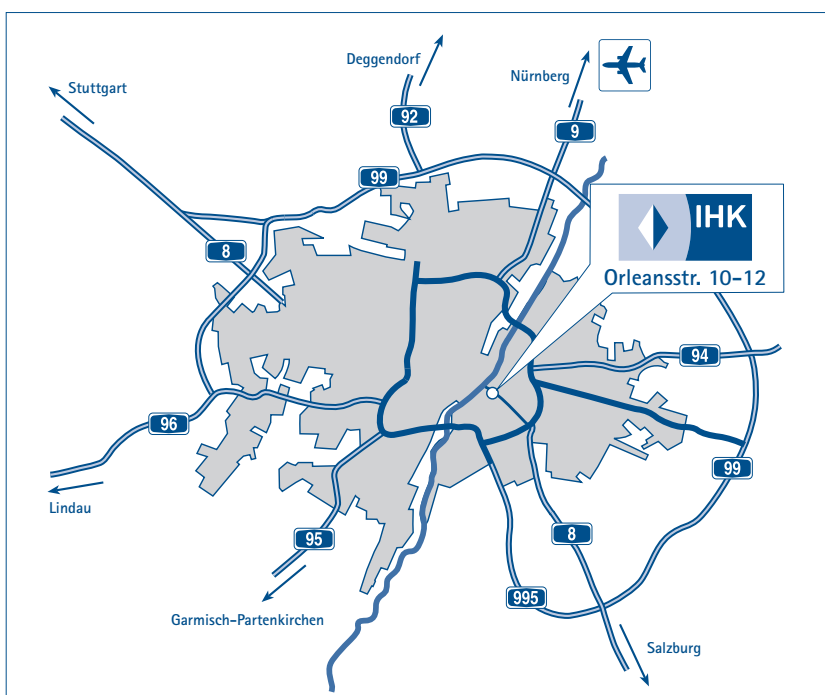 Deggendorf
Nürnberg
Stuttgart
92
9
99
IHK
8
Orleansstr. 10–12
94
96
99
Lindau
95
8
995
Garmisch-Partenkirchen
Salzburg